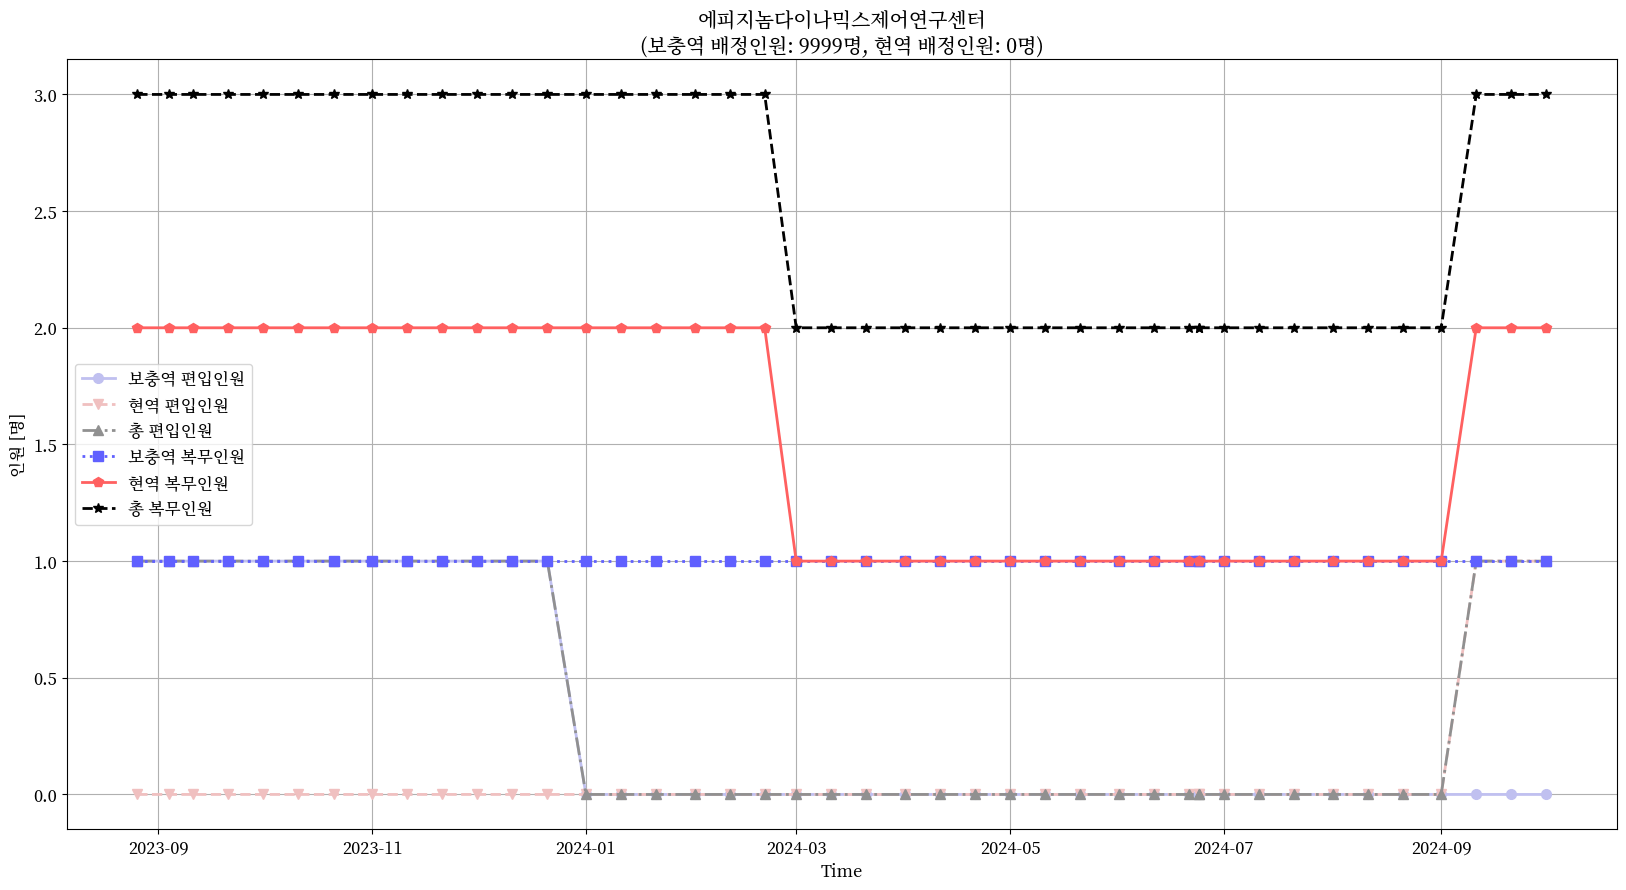 에피지놈다이나믹스제어연구센터
(보충역 배정인원: 9999명, 현역 배정인원: 0명)
3.0
2.5
2.0
1.5
1.0
0.5
0.0
인원 [명]
보충역 편입인원
현역 편입인원
총 편입인원
보충역 복무인원
현역 복무인원
총 복무인원
2023-09
2023-11
2024-01
2024-03
2024-05
2024-07
2024-09
Time